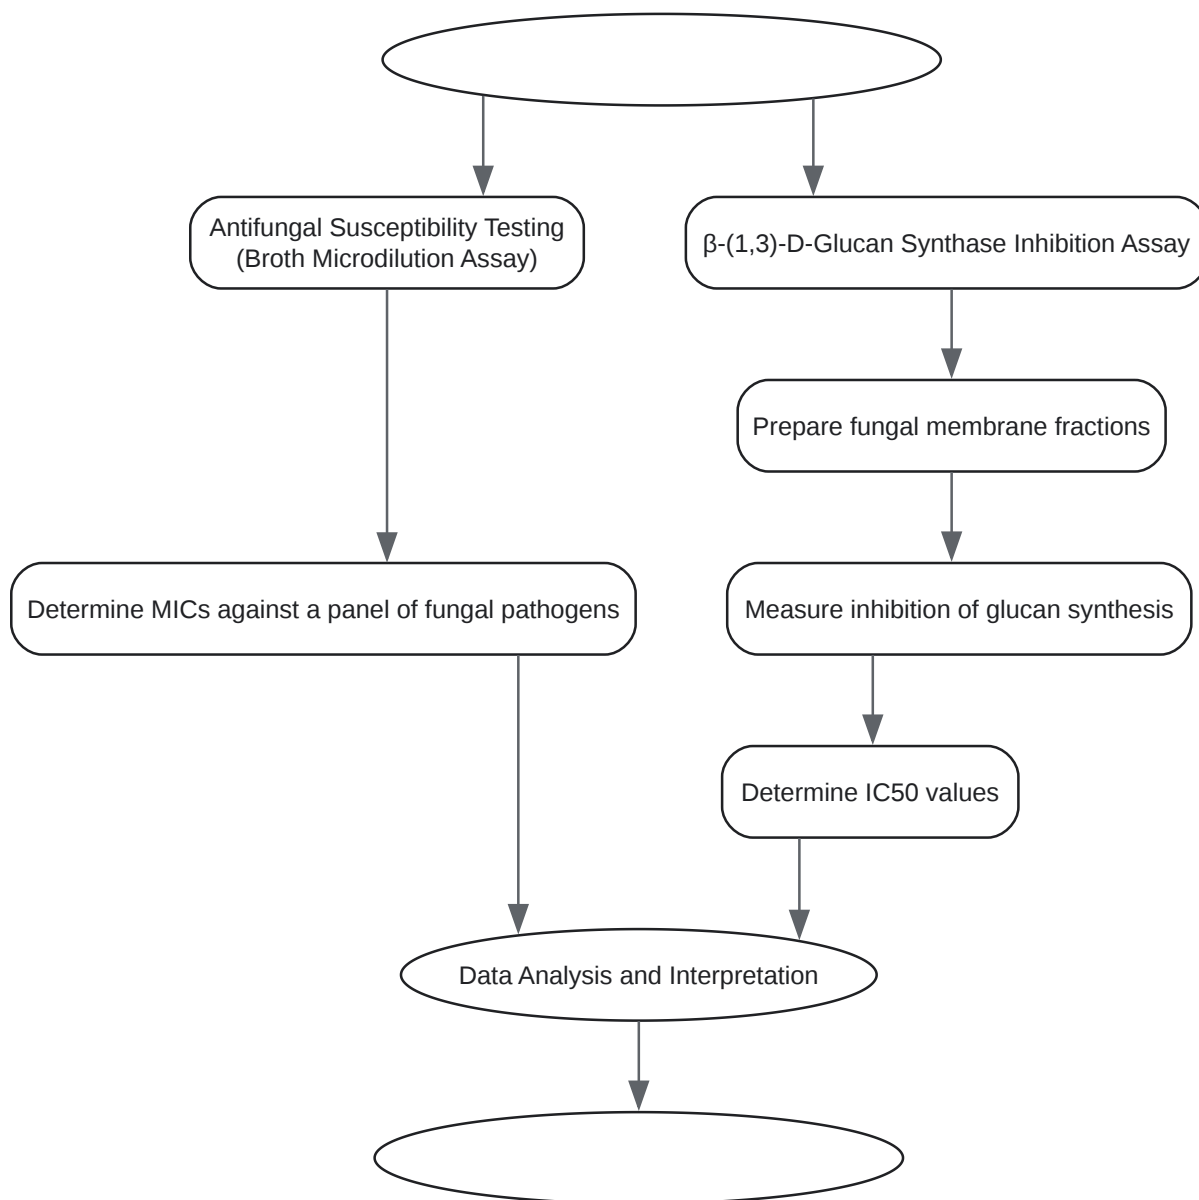 Antifungal Susceptibility Testing
(Broth Microdilution Assay)
β-(1,3)-D-Glucan Synthase Inhibition Assay
Prepare fungal membrane fractions
Determine MICs against a panel of fungal pathogens
Measure inhibition of glucan synthesis
Determine IC50 values
Data Analysis and Interpretation